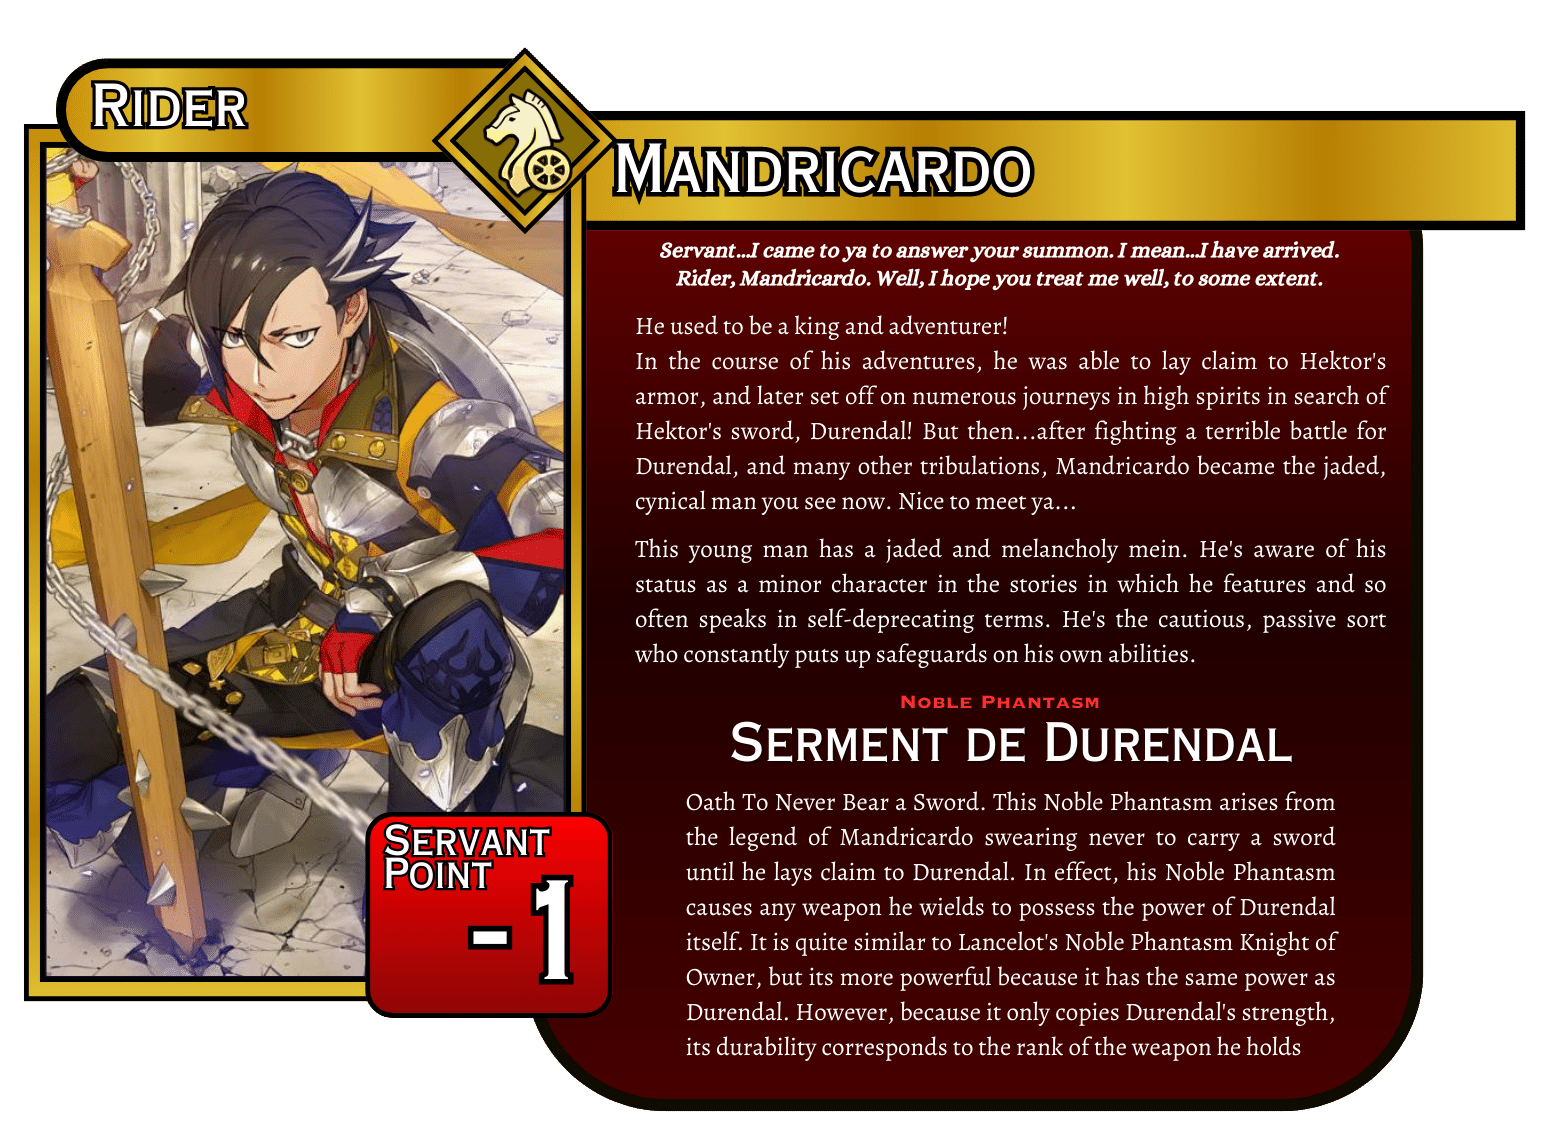 Rider
Mandricardo
Servant...I came to ya to answer your summon. I mean...I have arrived.
Rider, Mandricardo. Well, I hope you treat me well, to some extent.
He used to be a king and adventurer!
In the course of his adventures, he was able to lay claim to Hektor's
armor, and later set off on numerous journeys in high spirits in search of
Hektor's sword, Durendal! But then...after fighting a terrible battle for
Durendal, and many other tribulations, Mandricardo became the jaded,
cynical man you see now. Nice to meet ya...
This young man has a jaded and melancholy mein. He's aware of his
status as a minor character in the stories in which he features and so
often speaks in self-deprecating terms. He's the cautious, passive sort
who constantly puts up safeguards on his own abilities.
Noble Phantasm
Serment de Durendal
Oath To Never Bear a Sword. This Noble Phantasm arises from
the legend of Mandricardo swearing never to carry a sword
until he lays claim to Durendal. In effect, his Noble Phantasm
causes any weapon he wields to possess the power of Durendal
itself. It is quite similar to Lancelot's Noble Phantasm Knight of
Owner, but its more powerful because it has the same power as
Durendal. However, because it only copies Durendal's strength,
its durability corresponds to the rank of the weapon he holds
Servant
Point
-1